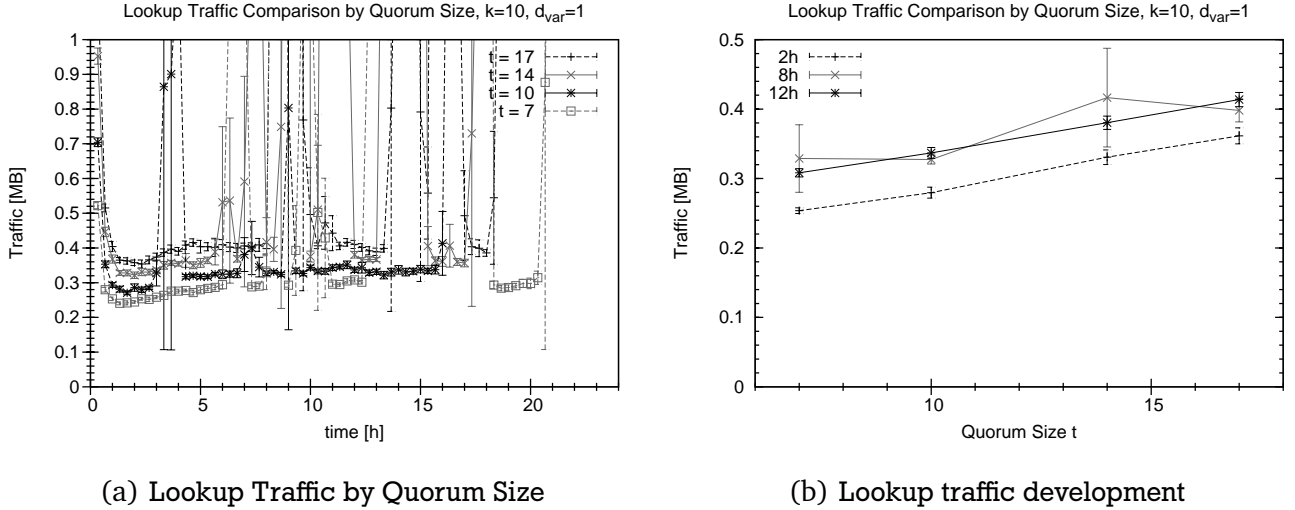 Lookup Traffic Comparison by Quorum Size, k=10, d_var=1
1
0.9
0.8
0.7
0.6
0.5
0.4
0.3
0.2
0.1
0
Traffic [MB]
0 5 10 15 20
time [h]
t = 17
t = 14
t = 10
t = 7
(a) Lookup Traffic by Quorum Size
Lookup Traffic Comparison by Quorum Size, k=10, d_var=1
0.5
0.4
0.3
0.2
0.1
0
Traffic [MB]
10 15
Quorum Size t
2h
8h
12h
(b) Lookup traffic development